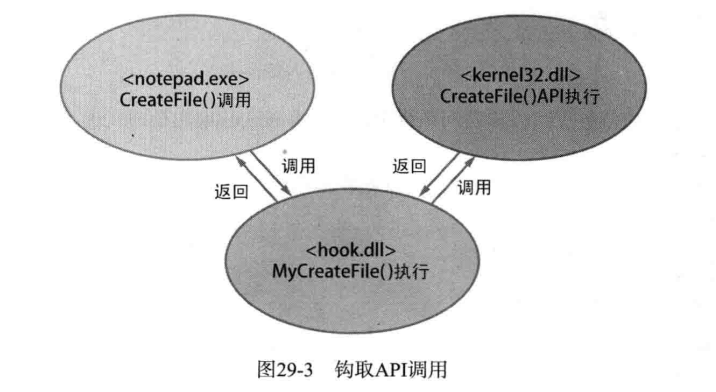 <notepad.exe>
CreateFile()调用
<kernel32.dll>
CreateFile()API执行
调用
返回
返回
调用
<hook.dll>
MyCreateFile()执行
图29-3 钩取API调用